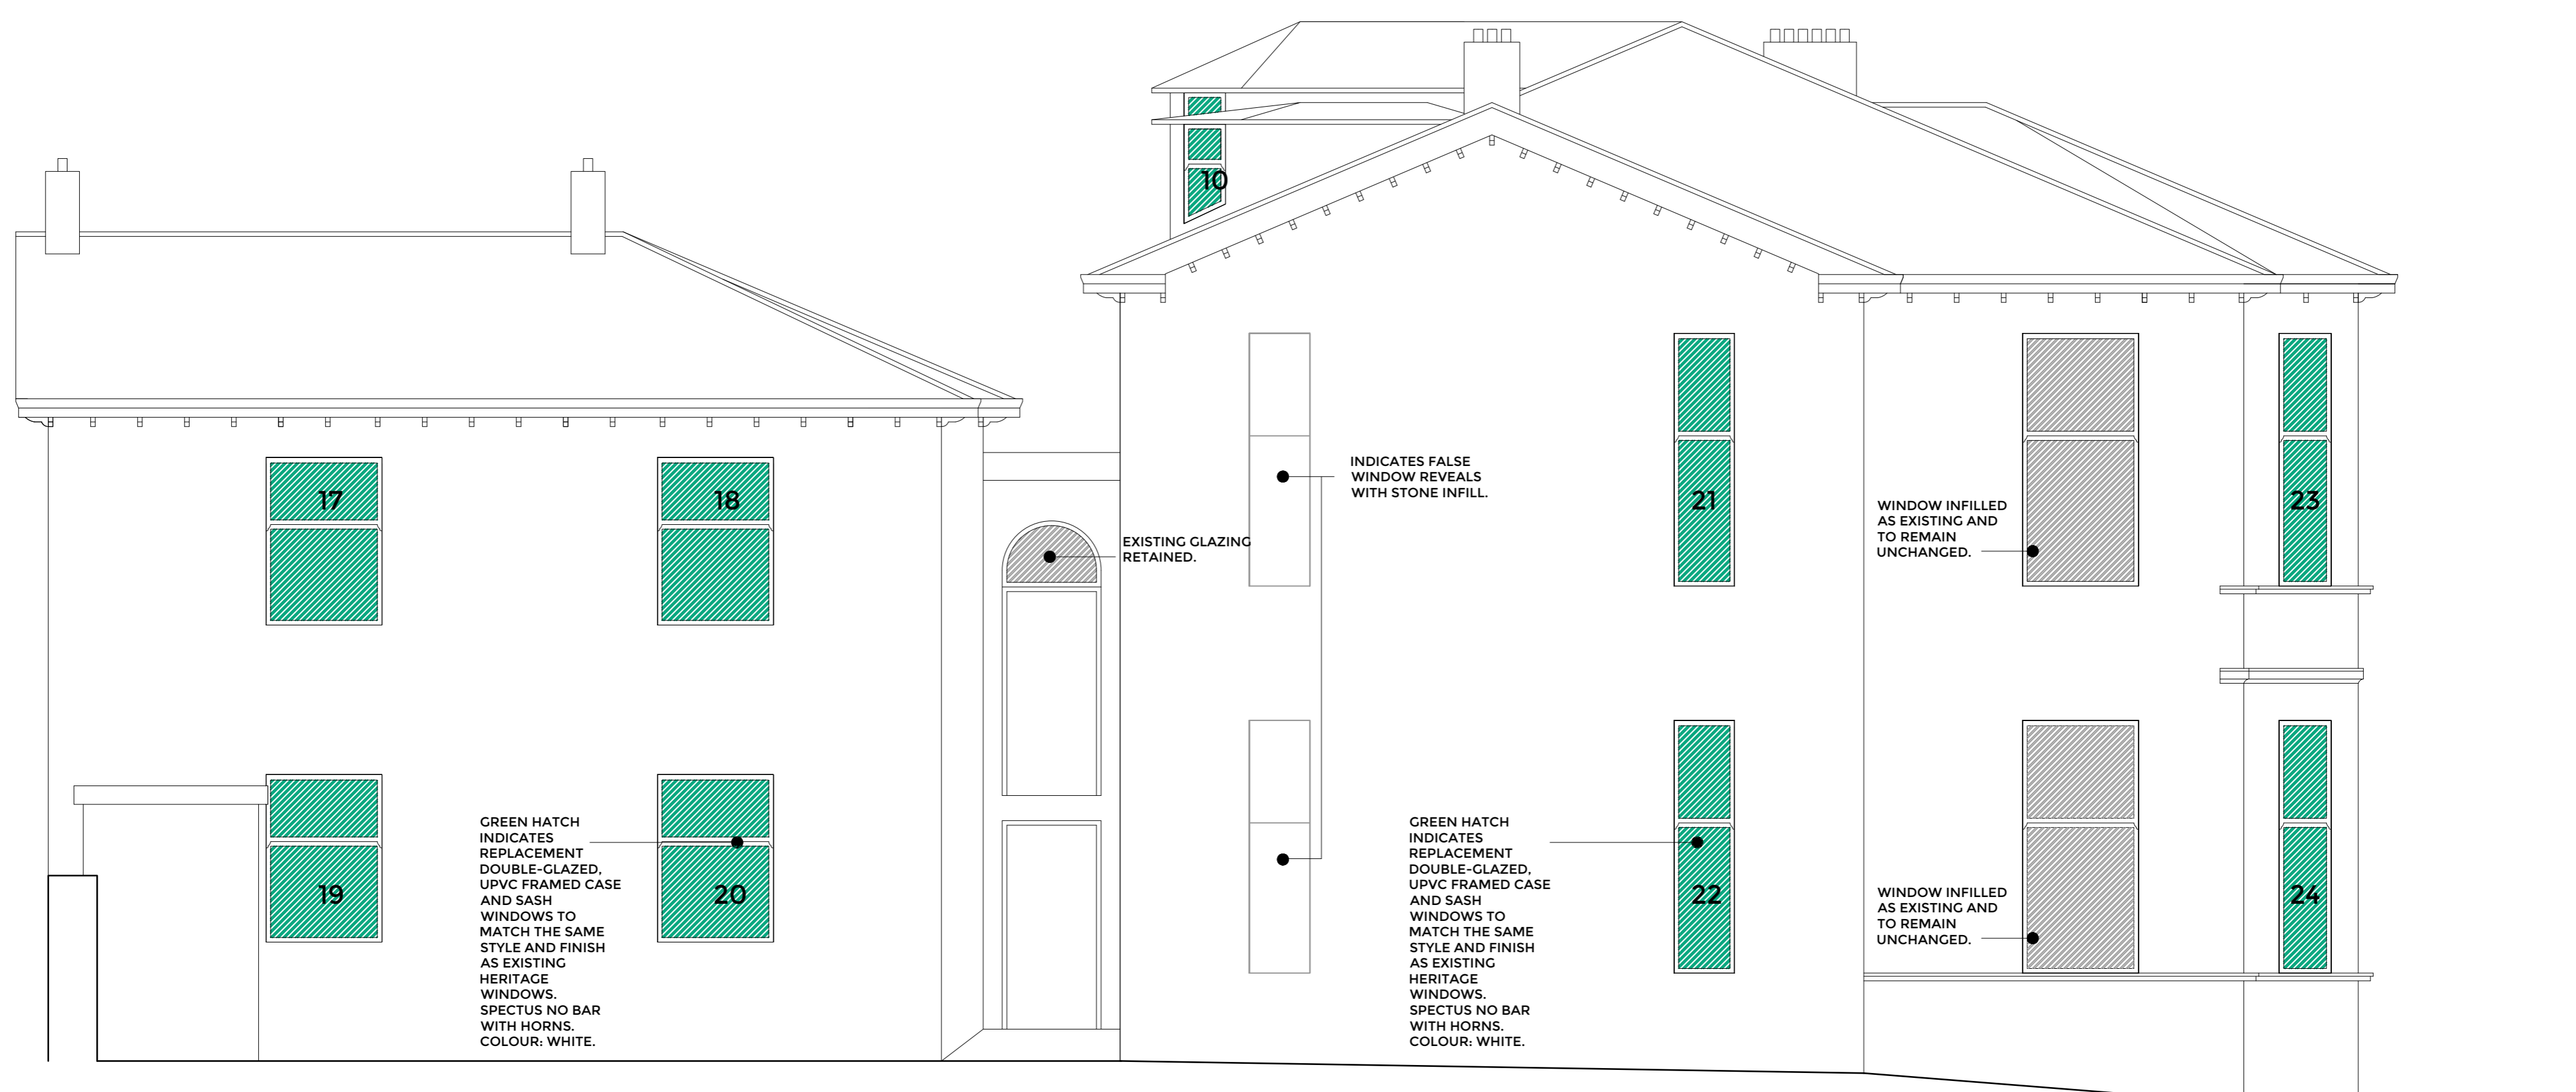 10
17
18
INDICATES FALSE
WINDOW REVEALS
WITH STONE INFILL.
21
WINDOW INFILLED
AS EXISTING AND
TO REMAIN
UNCHANGED.
23
EXISTING GLAZING
RETAINED.
19
GREEN HATCH
INDICATES
REPLACEMENT
DOUBLE-GLAZED,
UPVC FRAMED CASE
AND SASH
WINDOWS TO
MATCH THE SAME
STYLE AND FINISH
AS EXISTING
HERITAGE
WINDOWS.
SPECTUS NO BAR
WITH HORNS.
COLOUR: WHITE.
20
GREEN HATCH
INDICATES
REPLACEMENT
DOUBLE-GLAZED,
UPVC FRAMED CASE
AND SASH
WINDOWS TO
MATCH THE SAME
STYLE AND FINISH
AS EXISTING
HERITAGE
WINDOWS.
SPECTUS NO BAR
WITH HORNS.
COLOUR: WHITE.
22
WINDOW INFILLED
AS EXISTING AND
TO REMAIN
UNCHANGED.
24